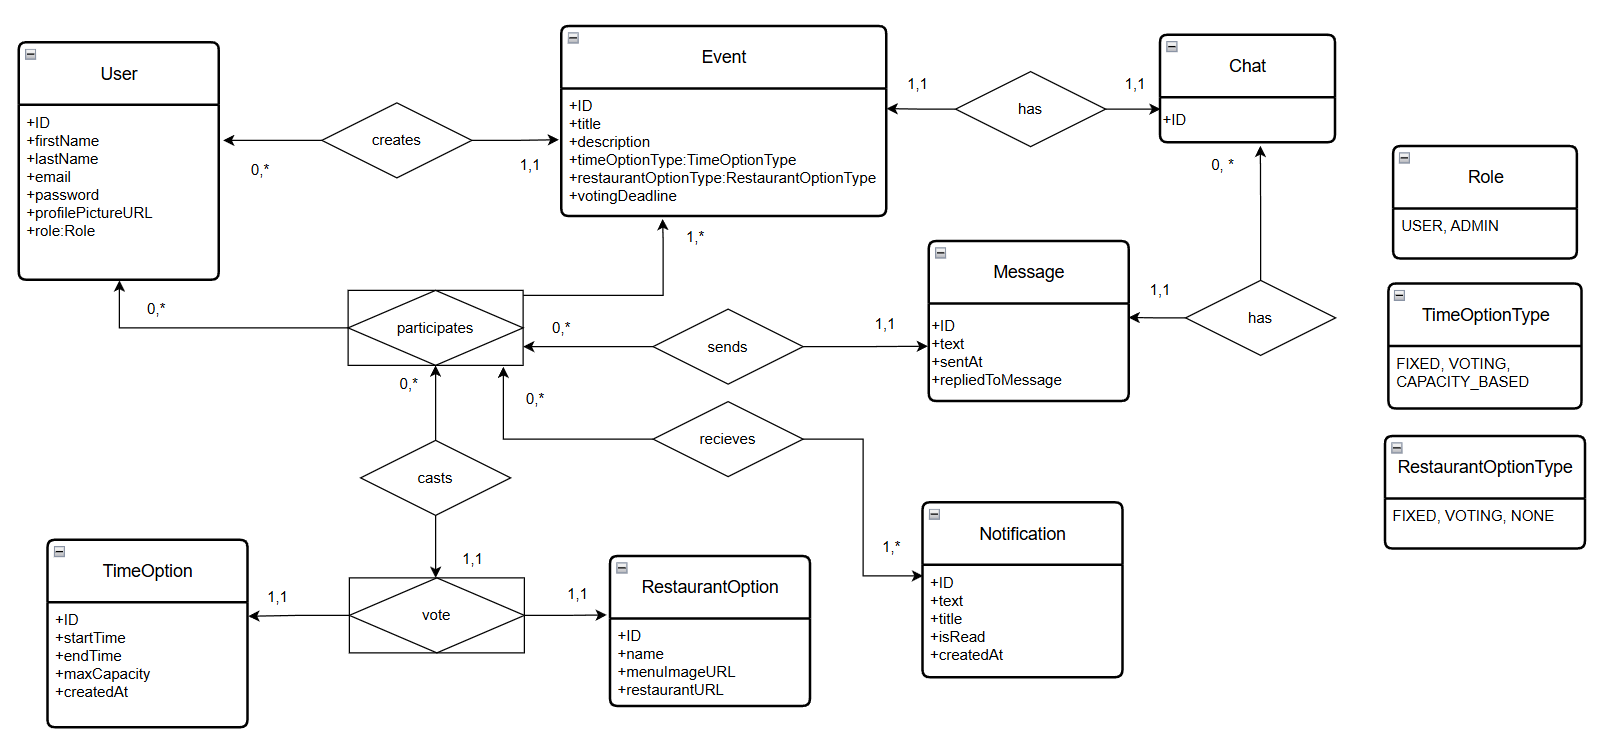 User
+ID
+firstName
+lastName
+email
+password
+profilePictureURL
+role:Role
creates
0,*
1,1
Event
+ID
+title
+description
+timeOptionType:TimeOptionType
+restaurantOptionType:RestaurantOptionType
+votingDeadline
1,1
has
1,1
Chat
+ID
0, *
Role
USER, ADMIN
1,*
0,*
participates
0,*
sends
1,1
Message
+ID
+text
+sentAt
+repliedToMessage
1,1
has
TimeOptionType
FIXED, VOTING,
CAPACITY_BASED
0,*
0,*
recieves
1,*
casts
1,1
RestaurantOptionType
FIXED, VOTING, NONE
Notification
+ID
+text
+title
+isRead
+createdAt
TimeOption
+ID
+startTime
+endTime
+maxCapacity
+createdAt
1,1
vote
1,1
RestaurantOption
+ID
+name
+menuImageURL
+restaurantURL